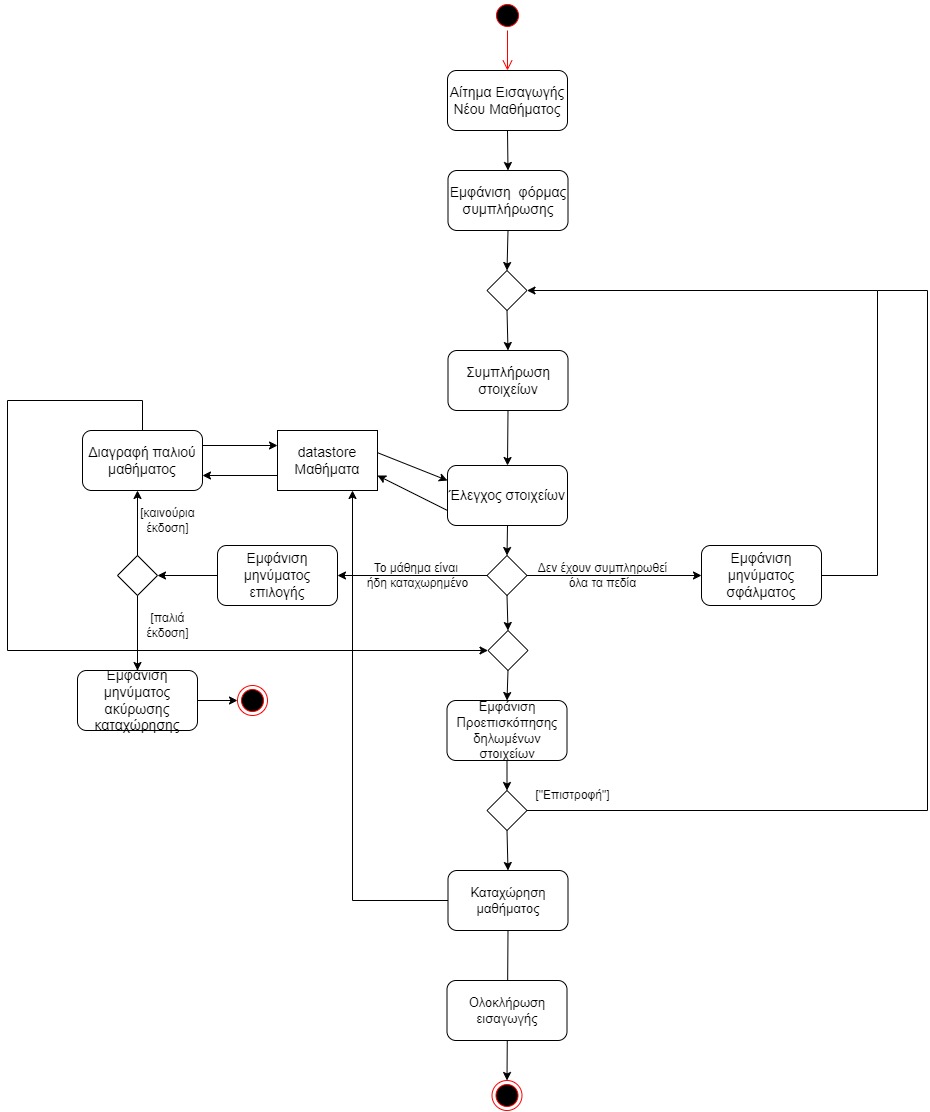 Αίτημα Εισαγωγής
Νέου Μαθήματος
Εμφάνιση φόρμας
συμπλήρωσης
Συμπλήρωση
στοιχείων
Διαγραφή παλιού
μαθήματος
datastore
Μαθήματα
Έλεγχος στοιχείων
[καινούρια
έκδοση]
Εμφάνιση
μηνύματος
επιλογής
Το μάθημα είναι
ήδη καταχωρημένο
Δεν έχουν συμπληρωθεί
όλα τα πεδία
Εμφάνιση
μηνύματος
σφάλματος
[παλιά
έκδοση]
Εμφάνιση
μηνύματος
ακύρωσης
καταχώρησης
Εμφάνιση
Προεπισκόπησης
δηλωμένων
στοιχείων
["Επιστροφή"]
Καταχώρηση
μαθήματος
Ολοκλήρωση
εισαγωγής